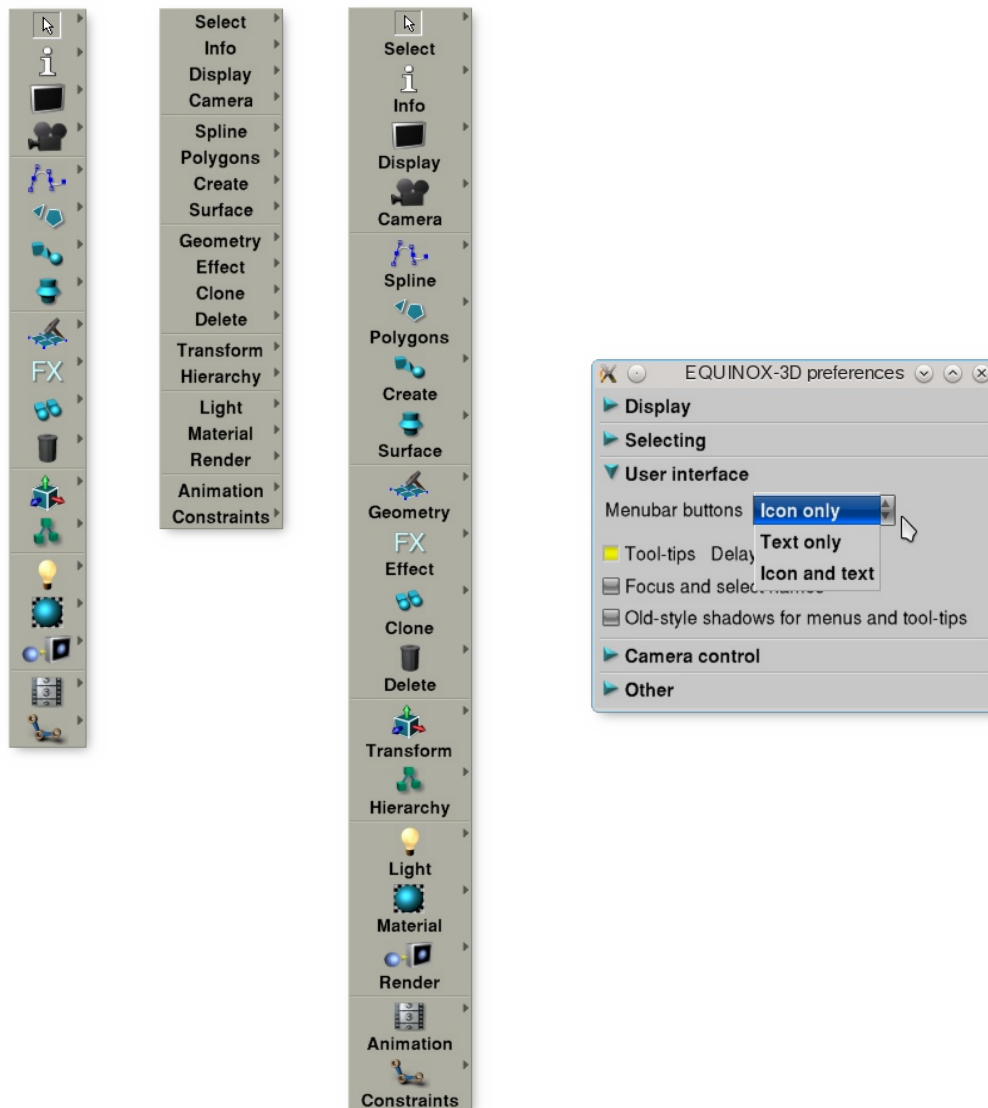 FX
3
Select
Info
Display
Camera
Spline
Polygons
Create
Surface
Geometry
Effect
Clone
Delete
Transform
Hierarchy
Light
Material
Render
Animation
Constraints
Select
Info
Display
Camera
Spline
Polygons
Create
Surface
Geometry
FX
Effect
Clone
Delete
Transform
Hierarchy
Light
Material
Render
3
Animation
Constraints
EQUINOX-3D preferences
Display
Selecting
User interface
Menubar buttons Icon only
Text only
Icon and text
Tool-tips
Focus and select
Old-style shadows for menus and tool-tips
Camera control
Other